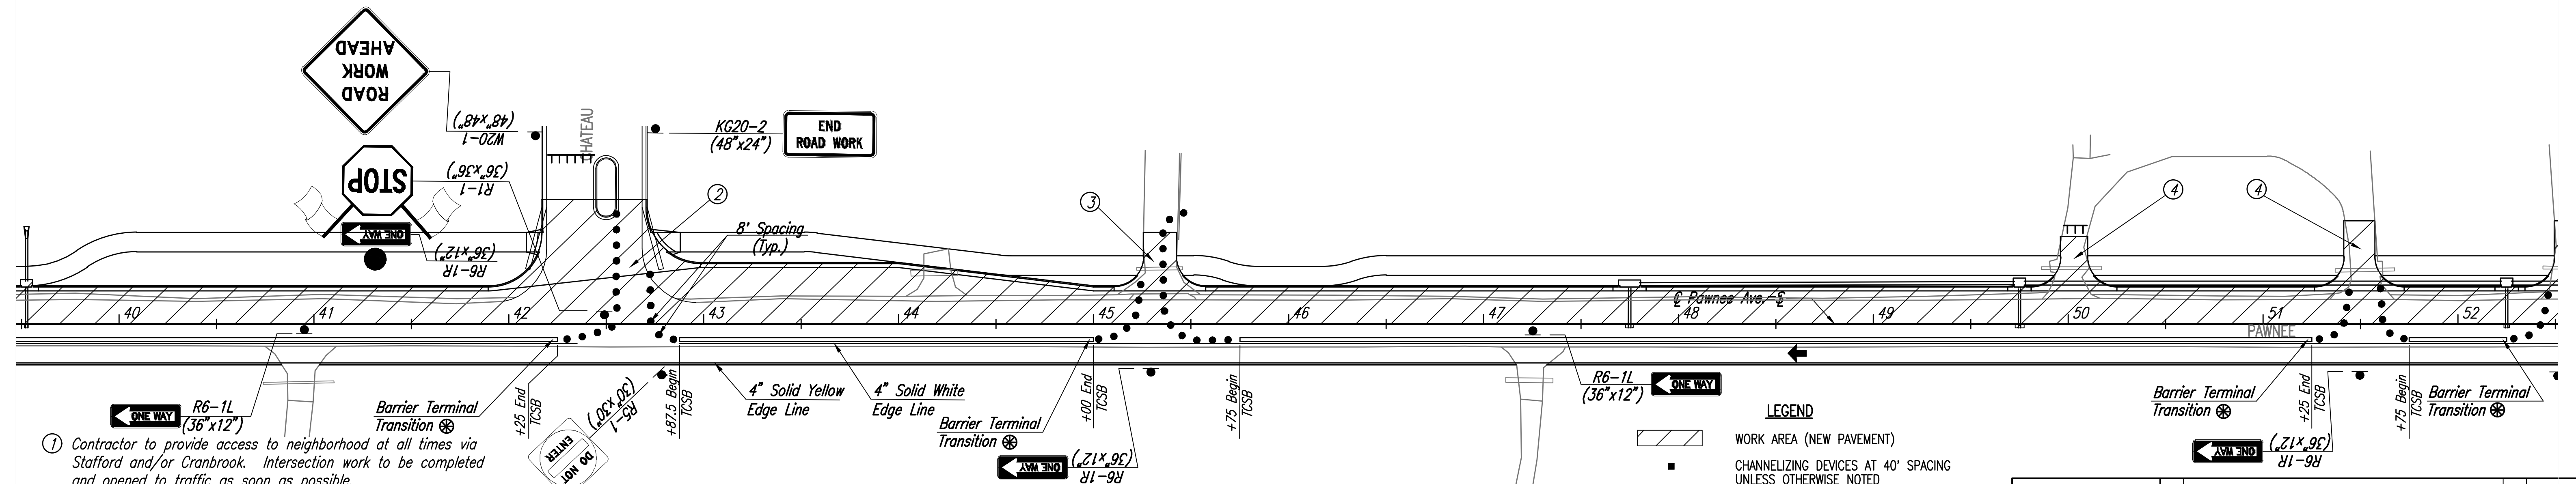 ROAD
WORK
AHEAD
W20-1
(48"x48")
CHATEAU
KG20-2
(48"x24")
END
ROAD WORK
STOP
R1-1
(36"x36")
ONE WAY
R6-1R
(36"x12")
2
8' Spacing
(Typ.)
3
4
4
℄ Pawnee Ave.-℄
40
41
42
43
44
45
46
47
48
49
50
51
52
PAWNEE
ONE WAY
R6-1L
(36"x12")
Barrier Terminal
Transition
+25 End
TCSB
DO NOT
ENTER
R5-1
(30"x30")
+87.5 Begin
TCSB
4" Solid Yellow
Edge Line
4" Solid White
Edge Line
Barrier Terminal
Transition
+00 End
TCSB
ONE WAY
R6-1R
(36"x12")
+75 Begin
TCSB
R6-1L
(36"x12")
ONE WAY
Barrier Terminal
Transition
+25 End
TCSB
ONE WAY
R6-1R
(36"x12")
+75 Begin
TCSB
Barrier Terminal
Transition
1 Contractor to provide access to neighborhood at all times via
Stafford and/or Cranbrook. Intersection work to be completed
and opened to traffic as soon as possible.
LEGEND
WORK AREA (NEW PAVEMENT)
CHANNELIZING DEVICES AT 40' SPACING
UNLESS OTHERWISE NOTED